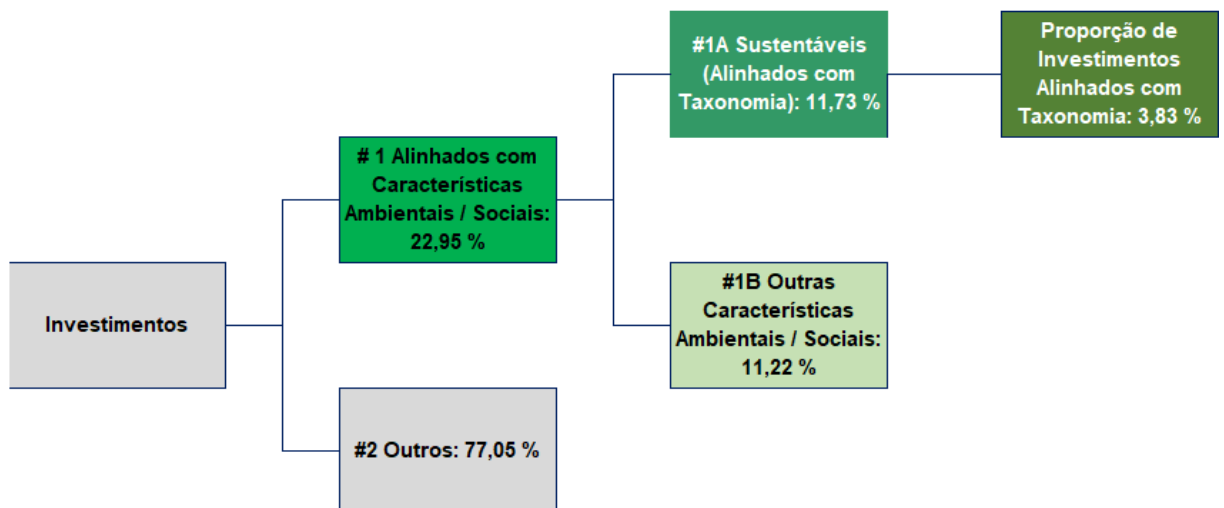 Investimentos
# 1 Alinhados com
Características
Ambientais / Sociais:
22,95 %
#2 Outros: 77,05 %
#1A Sustentáveis
(Alinhados com
Taxonomia): 11,73 %
#1B Outras
Características
Ambientais / Sociais:
11,22 %
Proporção de
Investimentos
Alinhados com
Taxonomia: 3,83 %